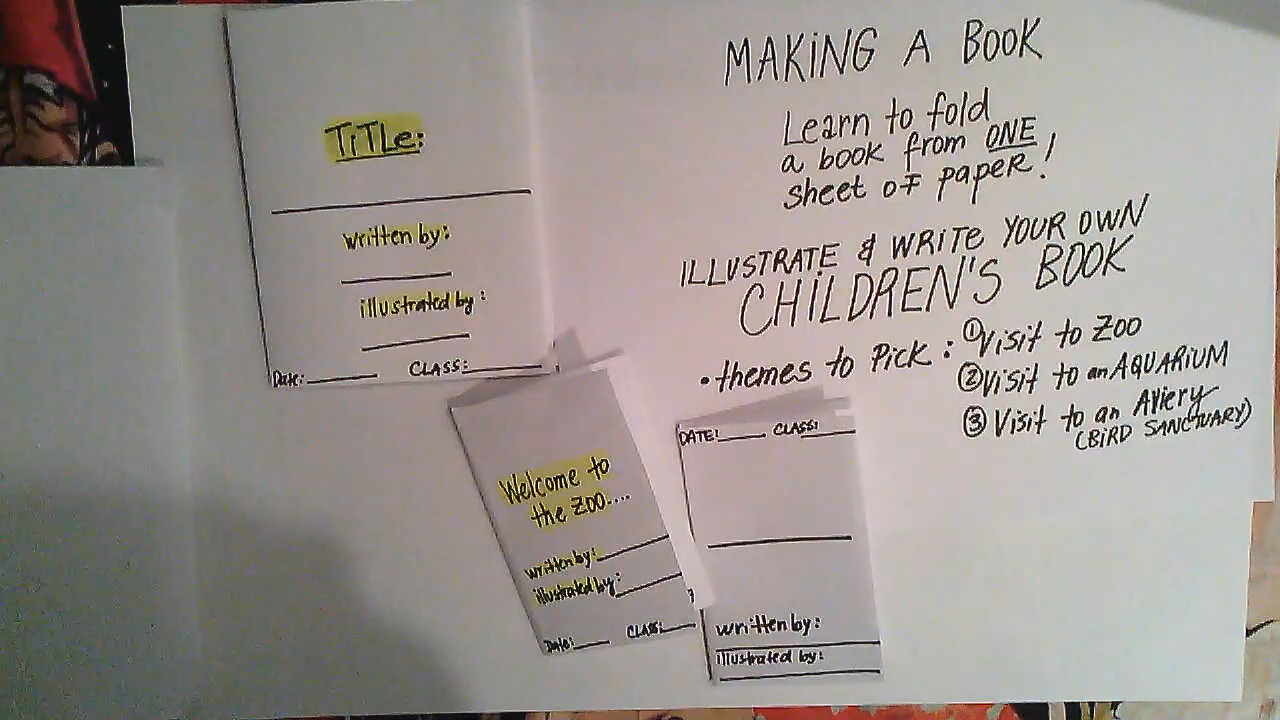 TiTLe:
written by:
illustrated by:
Date: CLASS:
MAKiNG A BOOK
Learn to fold
a book from ONE
sheet of paper!
iLLUSTRATE & WRiTe YOUR OWN
CHiLDREN'S BOOK
• themes to Pick : ① Visit to Zoo
② Visit to an AQUARiUM
③ Visit to an Aviery
(BiRD SANCTUARY)
Welcome to
the Zoo....
written by:
illustrated by:
Date: CLASS:
DATE: CLASS:
written by:
illustrated by: